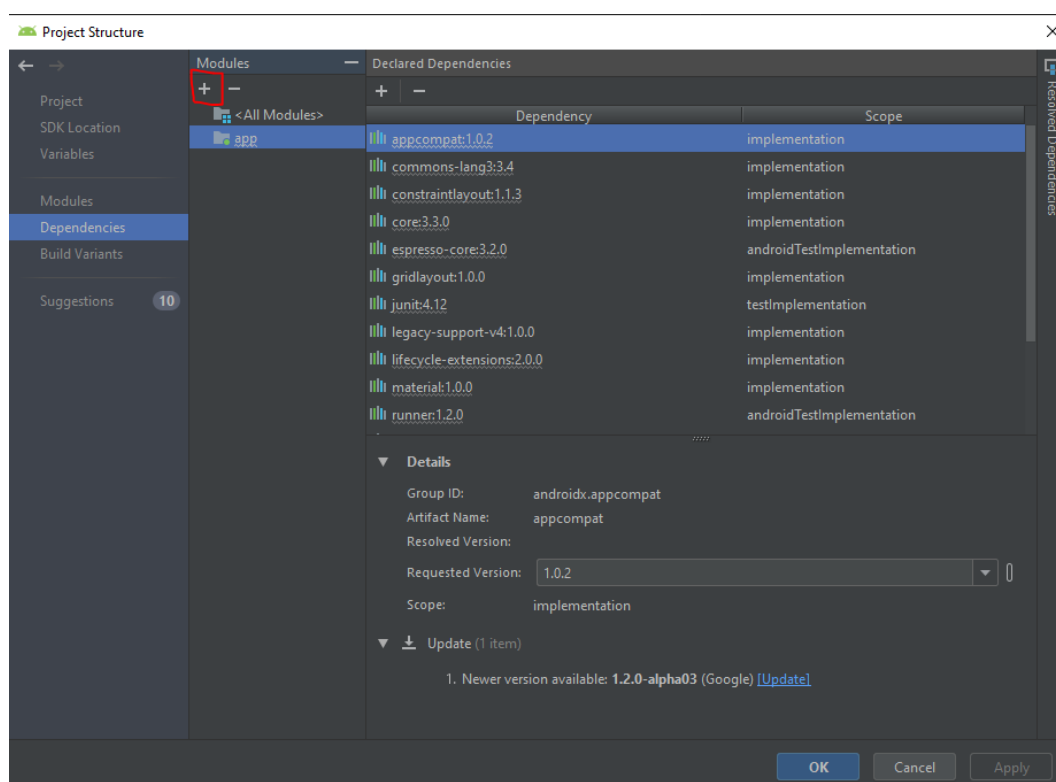 Project Structure
Modules
Declared Dependencies
Project
SDK Location
Variables
Modules
Dependencies
Build Variants
Suggestions 10
<All Modules>
app
Dependency Scope
appcompat:1.0.2 implementation
commons-lang3:3.4 implementation
constraintlayout:1.1.3 implementation
core:3.3.0 implementation
espresso-core:3.2.0 androidTestImplementation
gridlayout:1.0.0 implementation
junit:4.12 testImplementation
legacy-support-v4:1.0.0 implementation
lifecycle-extensions:2.0.0 implementation
material:1.0.0 implementation
runner:1.2.0 androidTestImplementation
Details
Group ID: androidx.appcompat
Artifact Name: appcompat
Resolved Version:
Requested Version: 1.0.2
Scope: implementation
Update (1 item)
1. Newer version available: 1.2.0-alpha03 (Google) [Update]
Resolved Dependencies
OK Cancel Apply